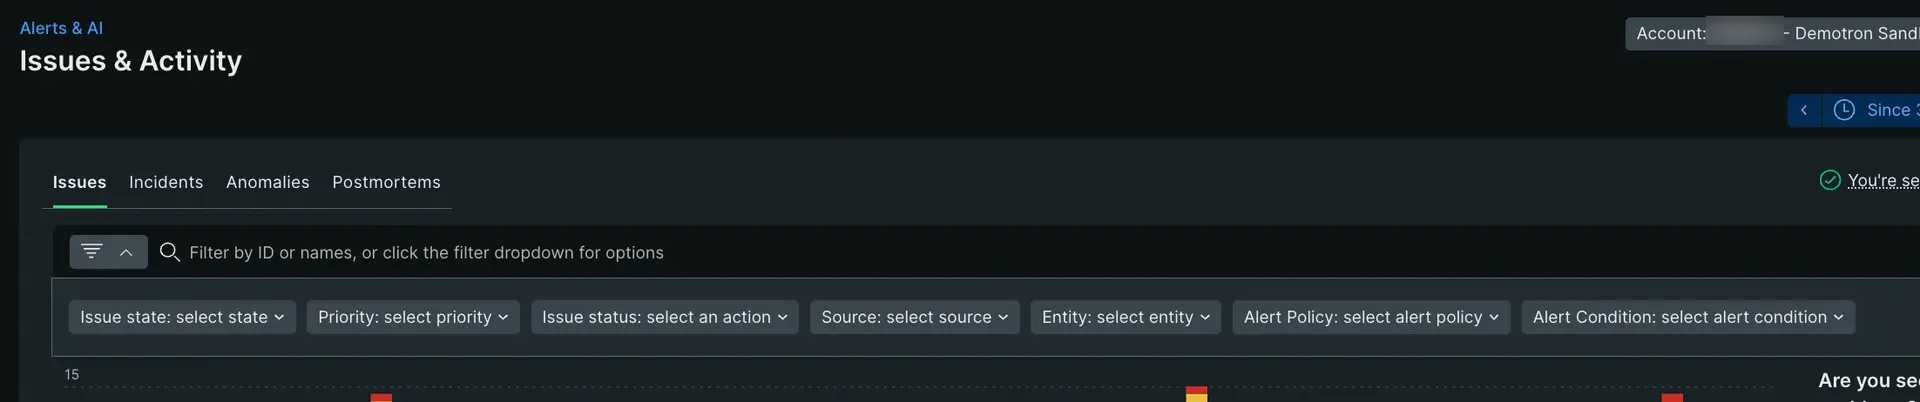 Alerts & AI
Issues & Activity
Account: - Demotron Sand
Since
Issues Incidents Anomalies Postmortems
You're se
Filter by ID or names, or click the filter dropdown for options
Issue state: select state Priority: select priority Issue status: select an action Source: select source Entity: select entity Alert Policy: select alert policy Alert Condition: select alert condition
15
Are you see